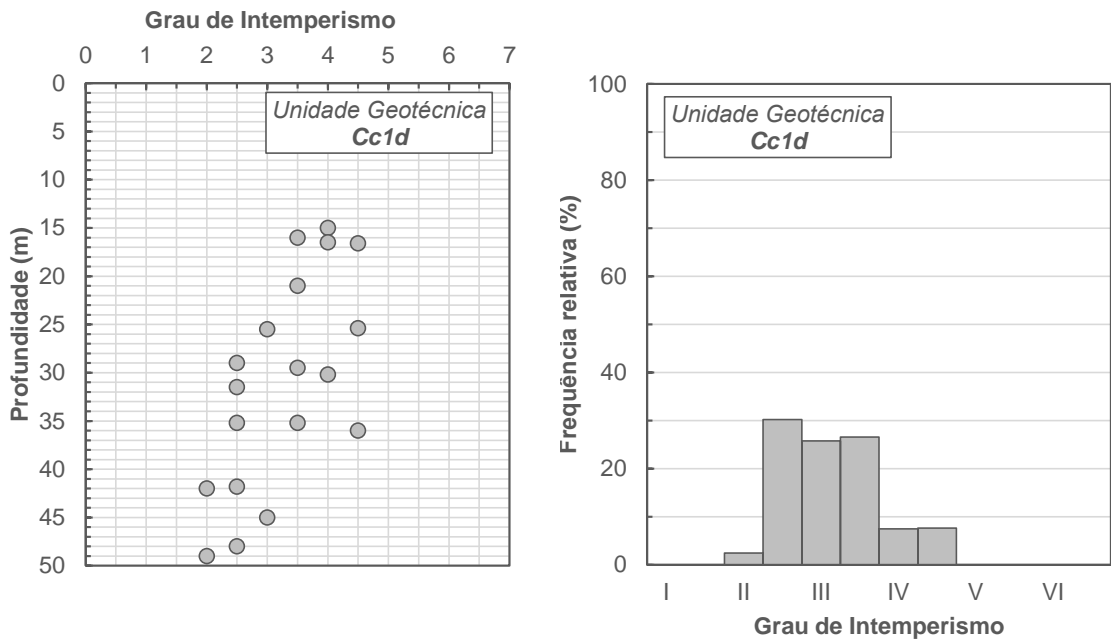 Grau de Intemperismo
0 1 2 3 4 5 6 7
0
5
10
15
20
25
30
35
40
45
50
Profundidade (m)
Unidade Geotécnica
Cc1d
100
80
60
40
20
0
Frequência relativa (%)
Unidade Geotécnica
Cc1d
I II III IV V VI
Grau de Intemperismo